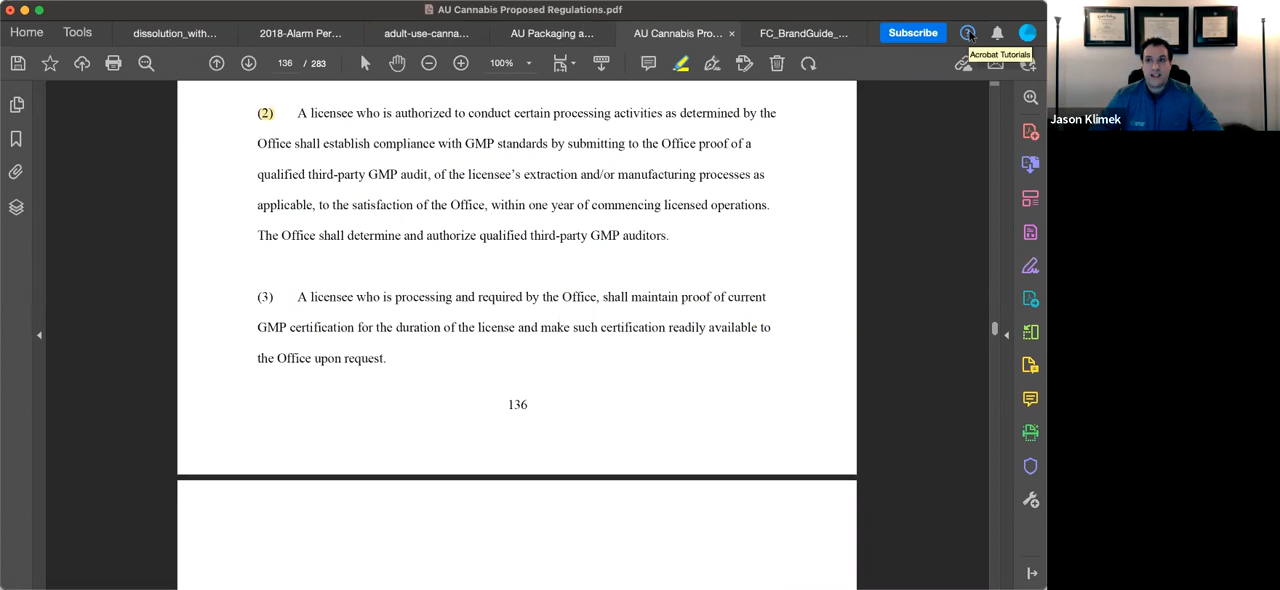 AU Cannabis Proposed Regulations.pdf
Home Tools dissolution_with... 2018-Alarm Per... adult-use-canna... AU Packaging a... AU Cannabis Pro... × FC_BrandGuide_... Subscribe
136 / 283 100%
Acrobat Tutorials
(2) A licensee who is authorized to conduct certain processing activities as determined by the
Office shall establish compliance with GMP standards by submitting to the Office proof of a
qualified third-party GMP audit, of the licensee's extraction and/or manufacturing processes as
applicable, to the satisfaction of the Office, within one year of commencing licensed operations.
The Office shall determine and authorize qualified third-party GMP auditors.
(3) A licensee who is processing and required by the Office, shall maintain proof of current
GMP certification for the duration of the license and make such certification readily available to
the Office upon request.
136
Jason Klimek